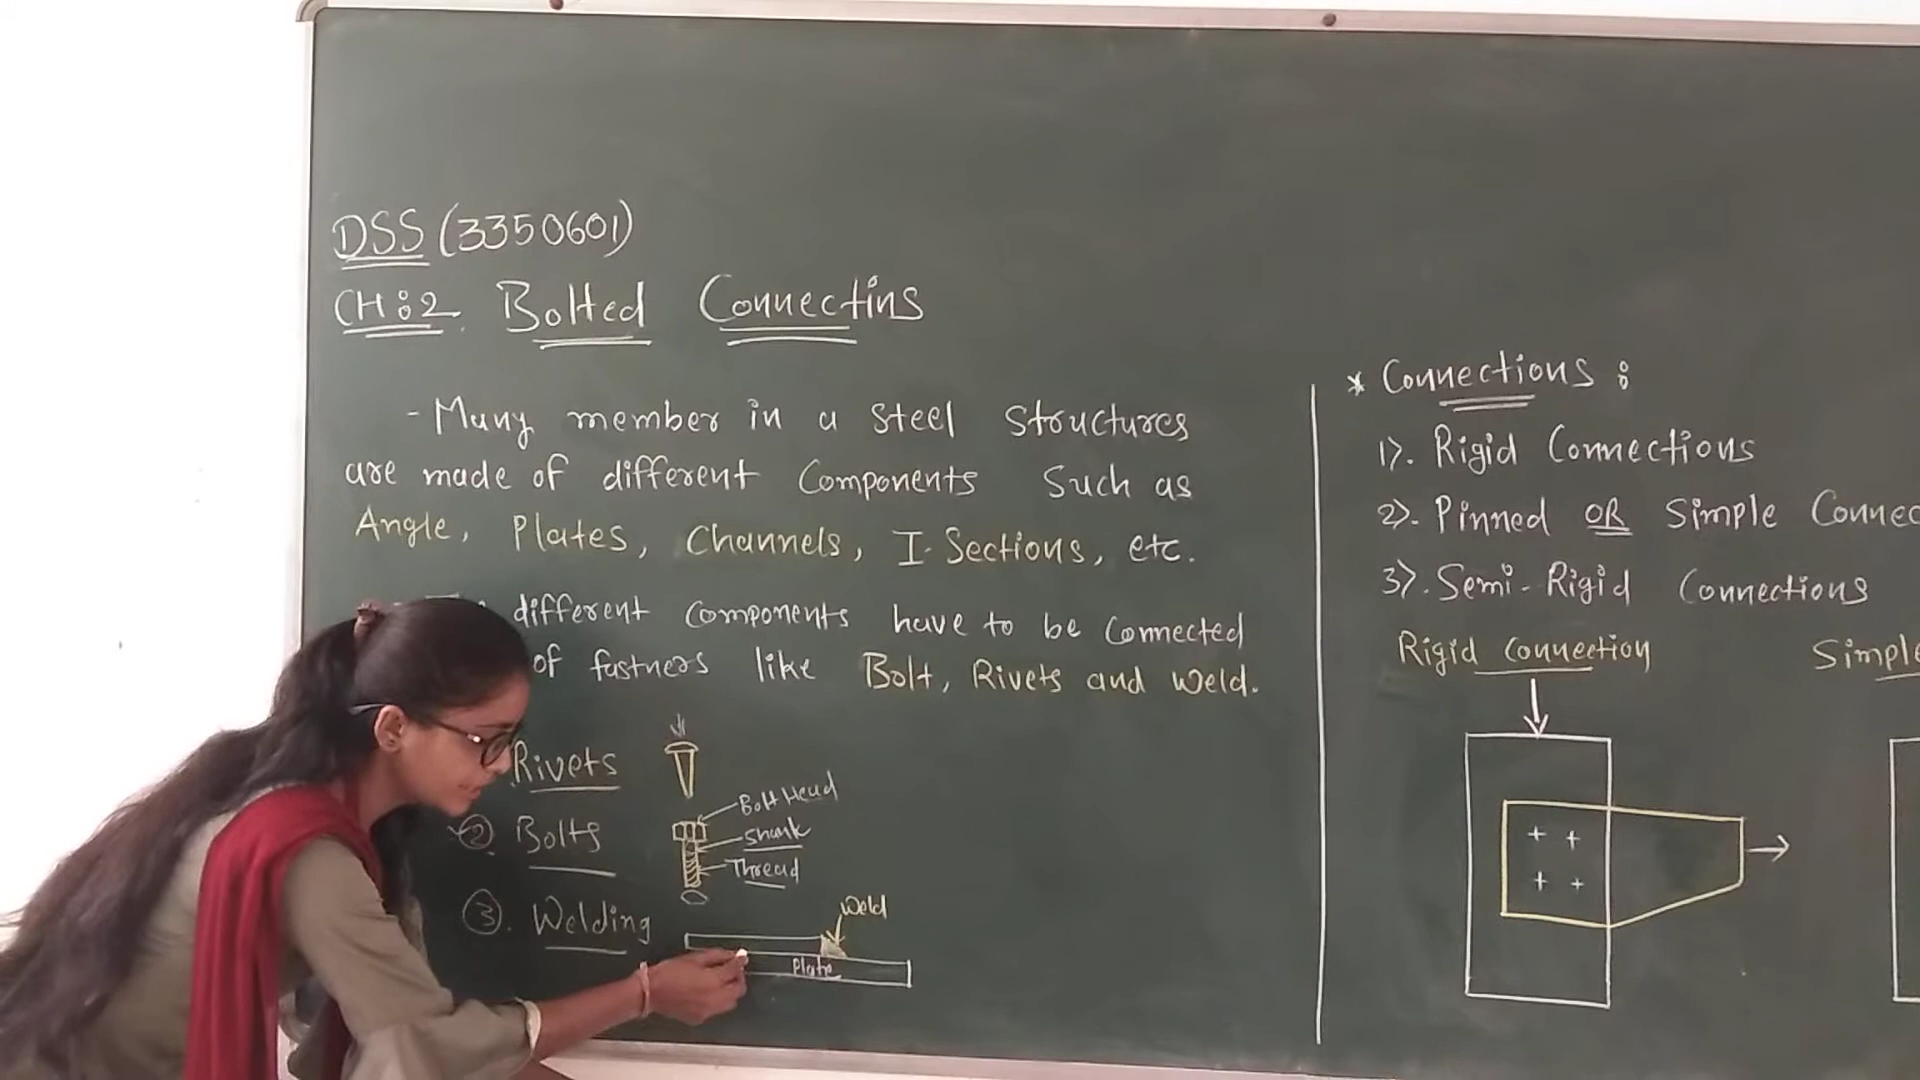 DSS (3350601)
CH:2 Bolted Connectins
- Many member in a steel structures
are made of different components such as
Angle, Plates, Channels, I-Sections, etc.
different components have to be connected
of fastners like Bolt, Rivets and Weld.
Rivets
Bolt Head
② Bolts
Shank
Thread
③. Welding
Weld
Plate
* Connections :
1). Rigid Connections
2). Pinned OR Simple Connec
3). Semi-Rigid Connections
Rigid Connection
Simple